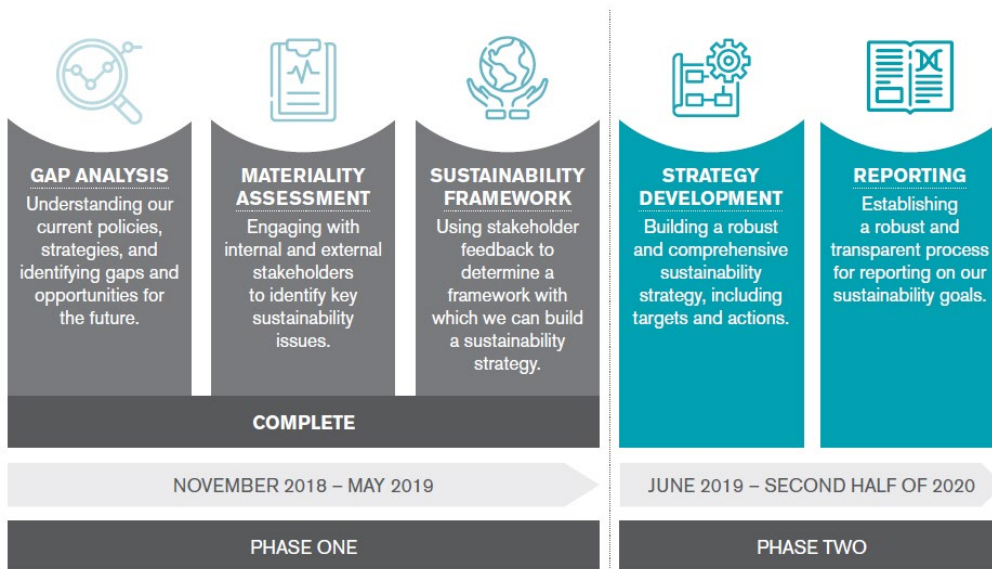 GAP ANALYSIS
Understanding our
current policies,
strategies, and
identifying gaps and
opportunities for
the future.
MATERIALITY
ASSESSMENT
Engaging with
internal and external
stakeholders
to identify key
sustainability
issues.
SUSTAINABILITY
FRAMEWORK
Using stakeholder
feedback to
determine a
framework with
which we can build
a sustainability
strategy.
STRATEGY
DEVELOPMENT
Building a robust
and comprehensive
sustainability
strategy, including
targets and actions.
REPORTING
Establishing
a robust and
transparent process
for reporting on our
sustainability goals.
COMPLETE
NOVEMBER 2018 – MAY 2019
JUNE 2019 – SECOND HALF OF 2020
PHASE ONE
PHASE TWO